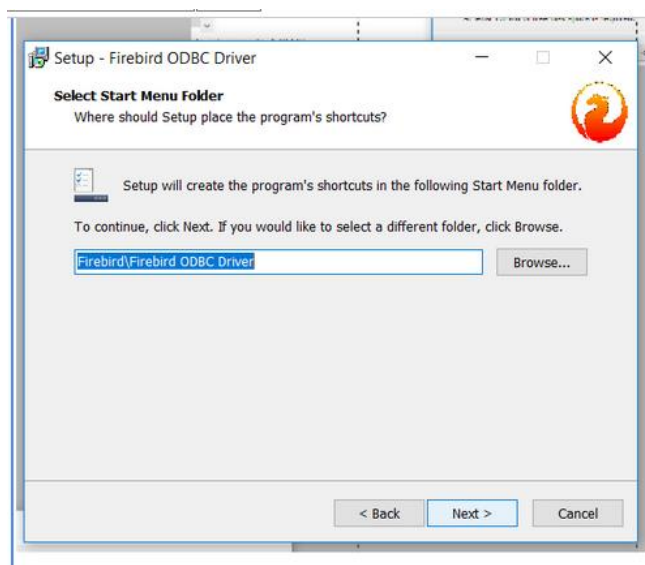 Setup - Firebird ODBC Driver
Select Start Menu Folder
Where should Setup place the program's shortcuts?
Setup will create the program's shortcuts in the following Start Menu folder.
To continue, click Next. If you would like to select a different folder, click Browse.
Firebird\Firebird ODBC Driver
Browse...
< Back
Next >
Cancel